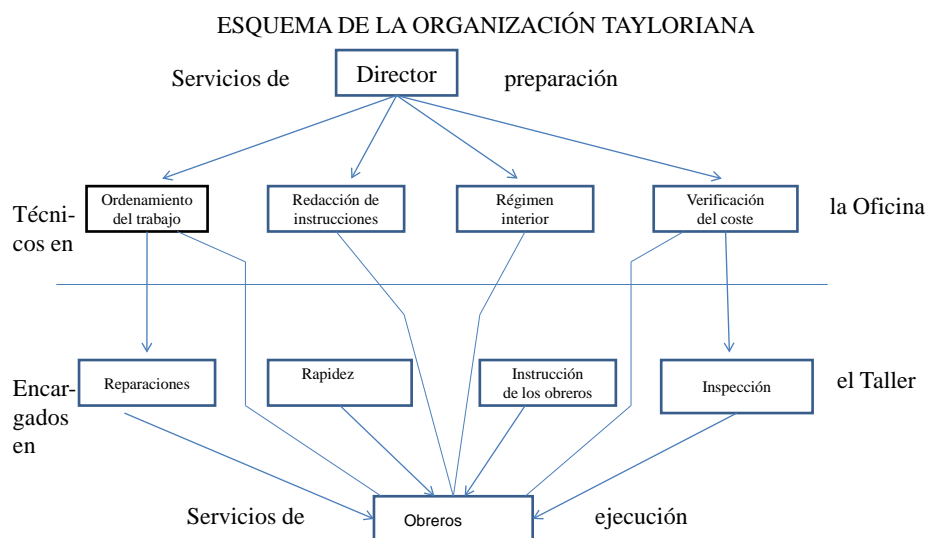 ESQUEMA DE LA ORGANIZACIÓN TAYLORIANA
Servicios de
Director
preparación
Técni-
cos en
Ordenamiento
del trabajo
Redacción de
instrucciones
Régimen
interior
Verificación
del coste
la Oficina
Encar-
gados
en
Reparaciones
Rapidez
Instrucción
de los obreros
Inspección
el Taller
Servicios de
Obreros
ejecución